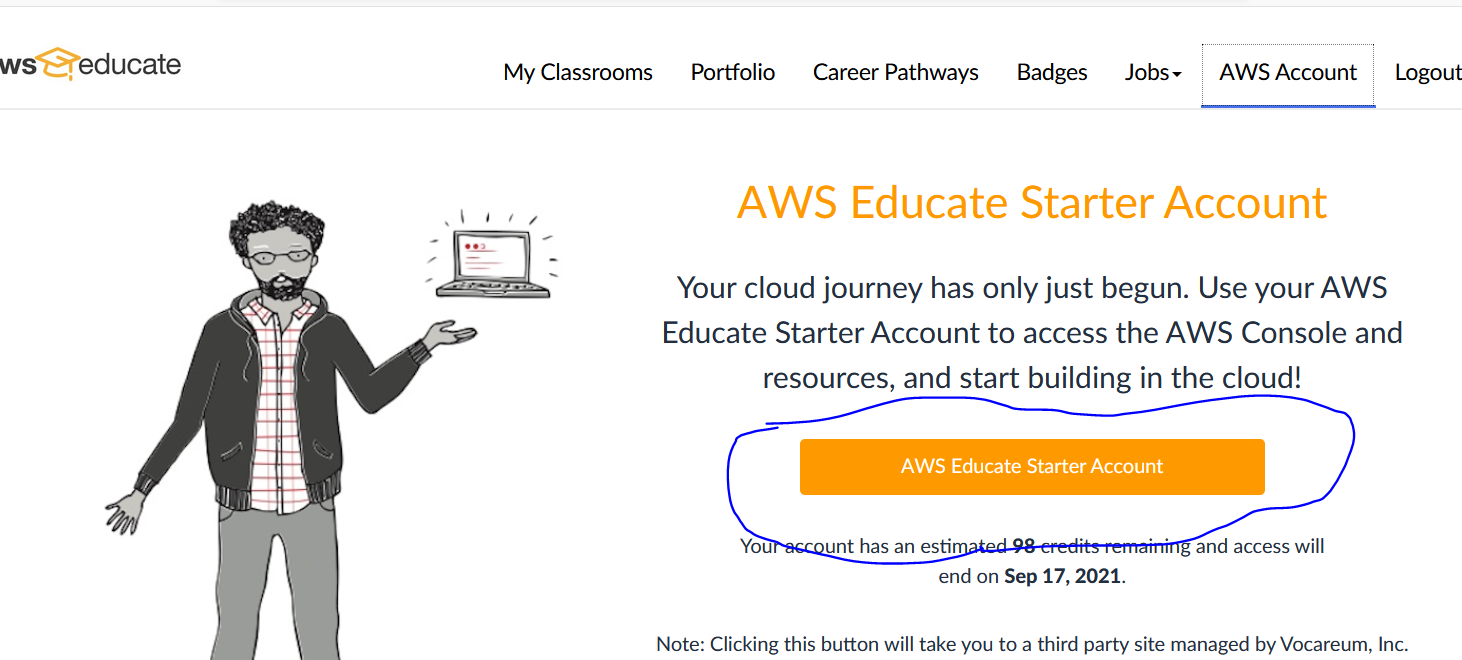 ws educate
My Classrooms Portfolio Career Pathways Badges Jobs AWS Account Logout
AWS Educate Starter Account
Your cloud journey has only just begun. Use your AWS
Educate Starter Account to access the AWS Console and
resources, and start building in the cloud!
AWS Educate Starter Account
Your account has an estimated 98 credits remaining and access will
end on Sep 17, 2021.
Note: Clicking this button will take you to a third party site managed by Vocareum, Inc.